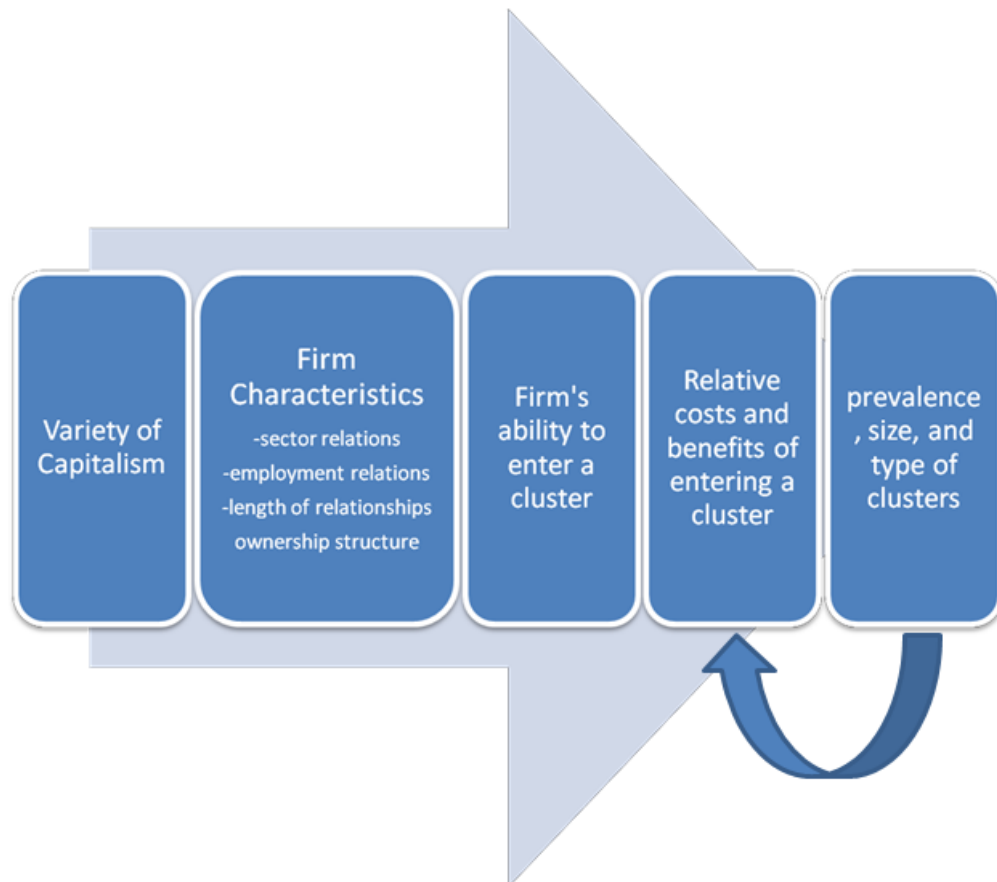 Variety of
Capitalism
Firm
Characteristics
-sector relations
-employment relations
-length of relationships
ownership structure
Firm's
ability to
enter a
cluster
Relative
costs and
benefits of
entering a
cluster
prevalence
, size, and
type of
clusters